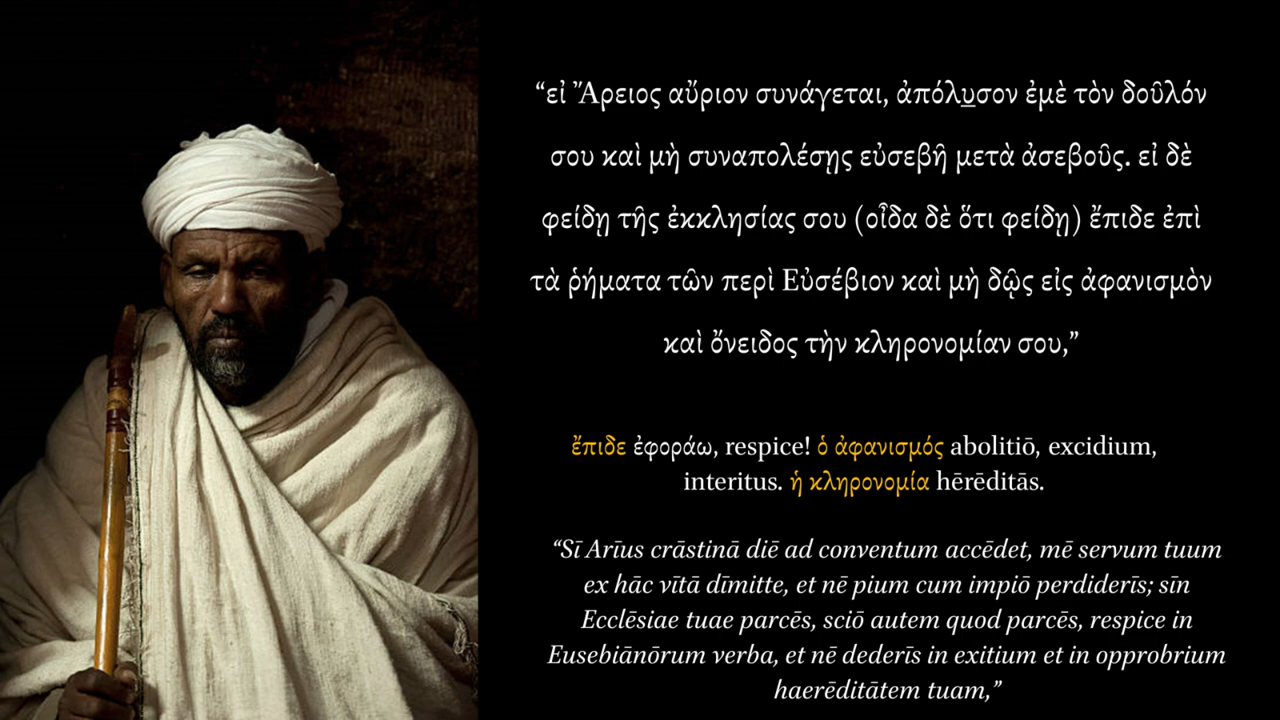 “εἰ Ἄρειος αὔριον συνάγεται, ἀπόλυσον ἐμὲ τὸν δοῦλόν
σου καὶ μὴ συναπολέσῃς εὐσεβῆ μετὰ ἀσεβοῦς. εἰ δὲ
φείδῃ τῆς ἐκκλησίας σου (οἶδα δὲ ὅτι φείδῃ) ἔπιδε ἐπὶ
τὰ ῥήματα τῶν περὶ Εὐσέβιον καὶ μὴ δῷς εἰς ἀφανισμὸν
καὶ ὄνειδος τὴν κληρονομίαν σου,”
ἔπιδε ἐφοράω, respice! ὁ ἀφανισμός abolitiō, excidium,
interitus. ἡ κληρονομία hērēditās.
“Sī Arīus crāstinā diē ad conventum accēdet, mē servum tuum
ex hāc vītā dīmitte, et nē pium cum impiō perdiderīs; sīn
Ecclēsiae tuae parcēs, sciō autem quod parcēs, respice in
Eusebiānōrum verba, et nē dederīs in exitium et in opprobrium
haerēditātem tuam,”